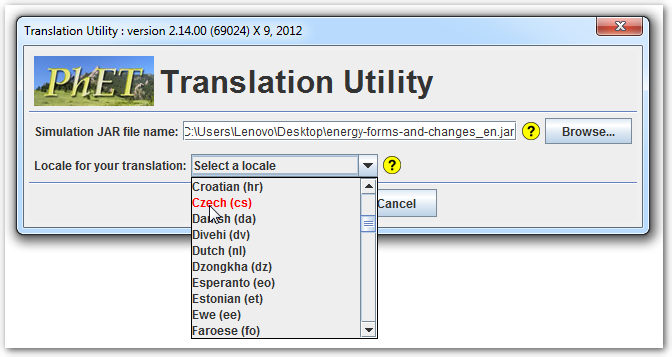 Translation Utility : version 2.14.00 (69024) X 9, 2012
PhET Translation Utility
Simulation JAR file name: C:\Users\Lenovo\Desktop\energy-forms-and-changes_en.jar ? Browse...
Locale for your translation: Select a locale ?
Croatian (hr)
Czech (cs)
Danish (da)
Cancel
Divehi (dv)
Dutch (nl)
Dzongkha (dz)
Esperanto (eo)
Estonian (et)
Ewe (ee)
Faroese (fo)